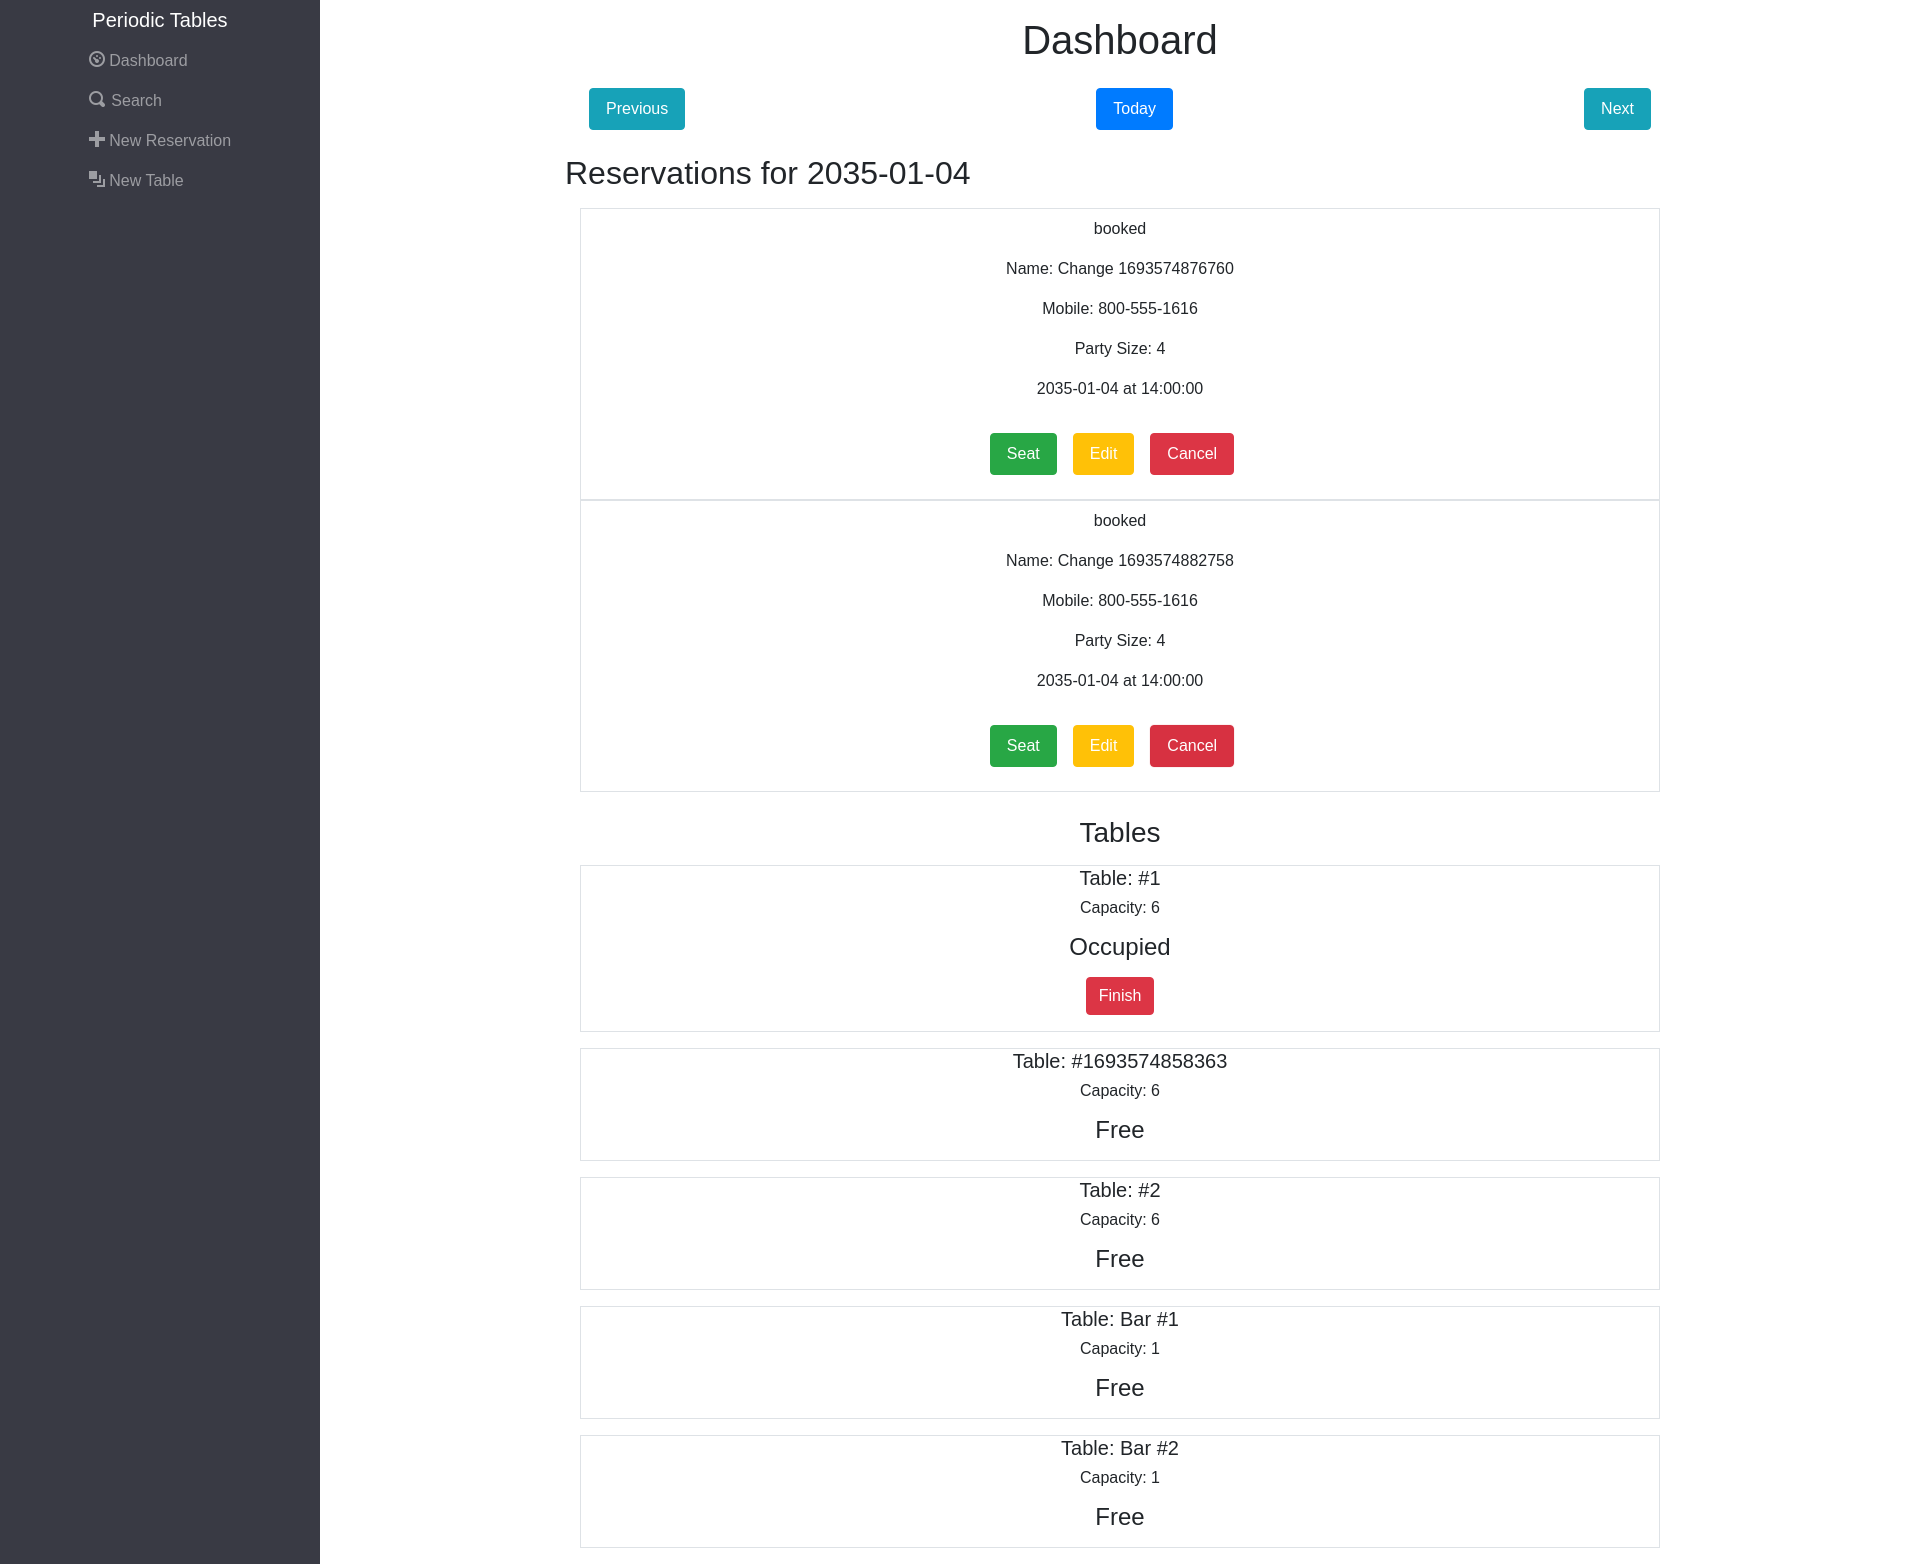 Periodic Tables
Dashboard
Search
New Reservation
New Table
Dashboard
Previous Today Next
Reservations for 2035-01-04
booked
Name: Change 1693574876760
Mobile: 800-555-1616
Party Size: 4
2035-01-04 at 14:00:00
Seat Edit Cancel
booked
Name: Change 1693574882758
Mobile: 800-555-1616
Party Size: 4
2035-01-04 at 14:00:00
Seat Edit Cancel
Tables
Table: #1
Capacity: 6
Occupied
Finish
Table: #1693574858363
Capacity: 6
Free
Table: #2
Capacity: 6
Free
Table: Bar #1
Capacity: 1
Free
Table: Bar #2
Capacity: 1
Free